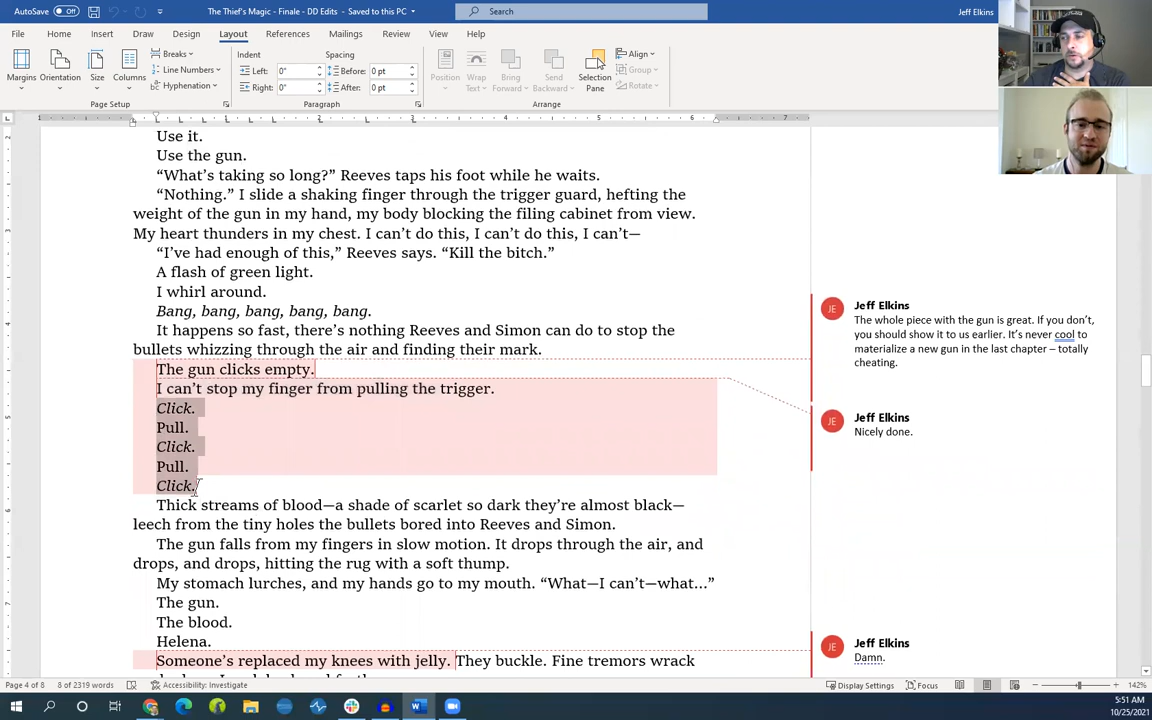 AutoSave Off
The Thief's Magic - Finale - DD Edits - Saved to this PC
Search
Jeff Elkins
File Home Insert Draw Design Layout References Mailings Review View Help
Margins
Orientation
Size
Columns
Breaks
Line Numbers
Hyphenation
Page Setup
Indent
Left: 0"
Right: 0"
Spacing
Before: 0 pt
After: 0 pt
Paragraph
Position
Wrap Text
Bring Forward
Send Backward
Selection Pane
Align
Group
Rotate
Arrange
1 1 2 3 4 5 6 7
Use it.
Use the gun.
“What’s taking so long?” Reeves taps his foot while he waits.
“Nothing.” I slide a shaking finger through the trigger guard, hefting the
weight of the gun in my hand, my body blocking the filing cabinet from view.
My heart thunders in my chest. I can’t do this, I can’t do this, I can’t—
“I’ve had enough of this,” Reeves says. “Kill the bitch.”
A flash of green light.
I whirl around.
Bang, bang, bang, bang, bang.
It happens so fast, there’s nothing Reeves and Simon can do to stop the
bullets whizzing through the air and finding their mark.
The gun clicks empty.
I can’t stop my finger from pulling the trigger.
Click.
Pull.
Click.
Pull.
Click.
Thick streams of blood—a shade of scarlet so dark they’re almost black—
leech from the tiny holes the bullets bored into Reeves and Simon.
The gun falls from my fingers in slow motion. It drops through the air, and
drops, and drops, hitting the rug with a soft thump.
My stomach lurches, and my hands go to my mouth. “What—I can’t—what…”
The gun.
The blood.
Helena.
Someone’s replaced my knees with jelly. They buckle. Fine tremors wrack
JE Jeff Elkins
The whole piece with the gun is great. If you don’t,
you should show it to us earlier. It’s never cool to
materialize a new gun in the last chapter – totally
cheating.
JE Jeff Elkins
Nicely done.
JE Jeff Elkins
Damn.
Page 4 of 8 8 of 2319 words Accessibility: Investigate Display Settings Focus 142%
5:51 AM
10/25/2021